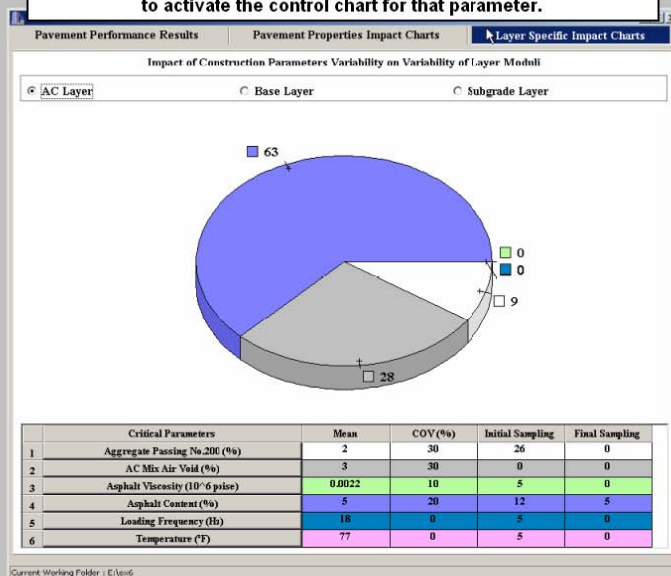 to activate the control chart for that parameter.
Pavement Performance Results Pavement Properties Impact Charts Layer Specific Impact Charts
Impact of Construction Parameters Variability on Variability of Layer Moduli
AC Layer Base Layer Subgrade Layer
63
0
0
9
28
Critical Parameters Mean COV(%) Initial Sampling Final Sampling
1 Aggregate Passing No.200 (%) 2 30 26 0
2 AC Mix Air Void (%) 3 30 0 0
3 Asphalt Viscosity (10^6 poise) 0.0022 10 5 0
4 Asphalt Content (%) 5 20 12 5
5 Loading Frequency (Hz) 18 0 5 0
6 Temperature (°F) 77 0 5 0
Current Working Folder : E:\ex6